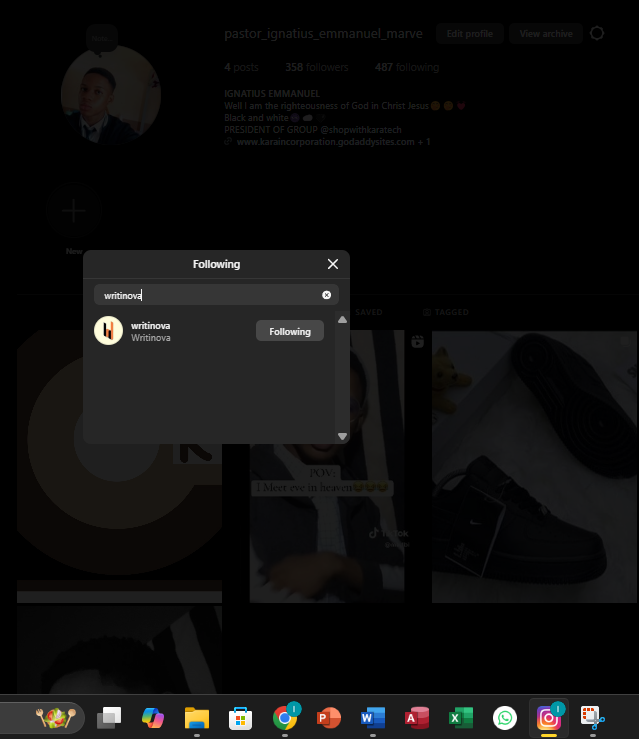 pastor_ignatius_emmanuel_marve
Edit profile
View archive
4 posts
358 followers
487 following
IGNATIUS EMMANUEL
Well I am the righteousness of God in Christ Jesus
Black and white
PRESIDENT OF GROUP @shopwithkaratech
www.karaincorporation.godaddysites.com + 1
New
Following
writinova
writinova
Writinova
Following
SAVED
TAGGED
POV:
I Meet eve in heaven😂😂😂
TikTok